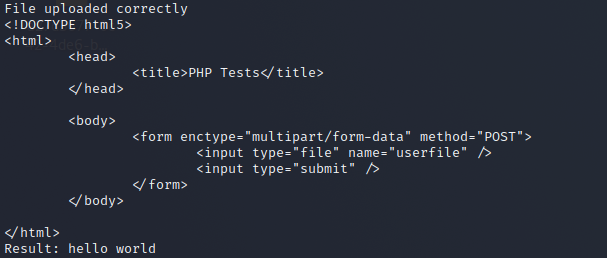 File uploaded correctly
<!DOCTYPE html5>
<html>
<head>
<title>PHP Tests</title>
</head>
<body>
<form enctype="multipart/form-data" method="POST">
<input type="file" name="userfile" />
<input type="submit" />
</form>
</body>
</html>
Result: hello world